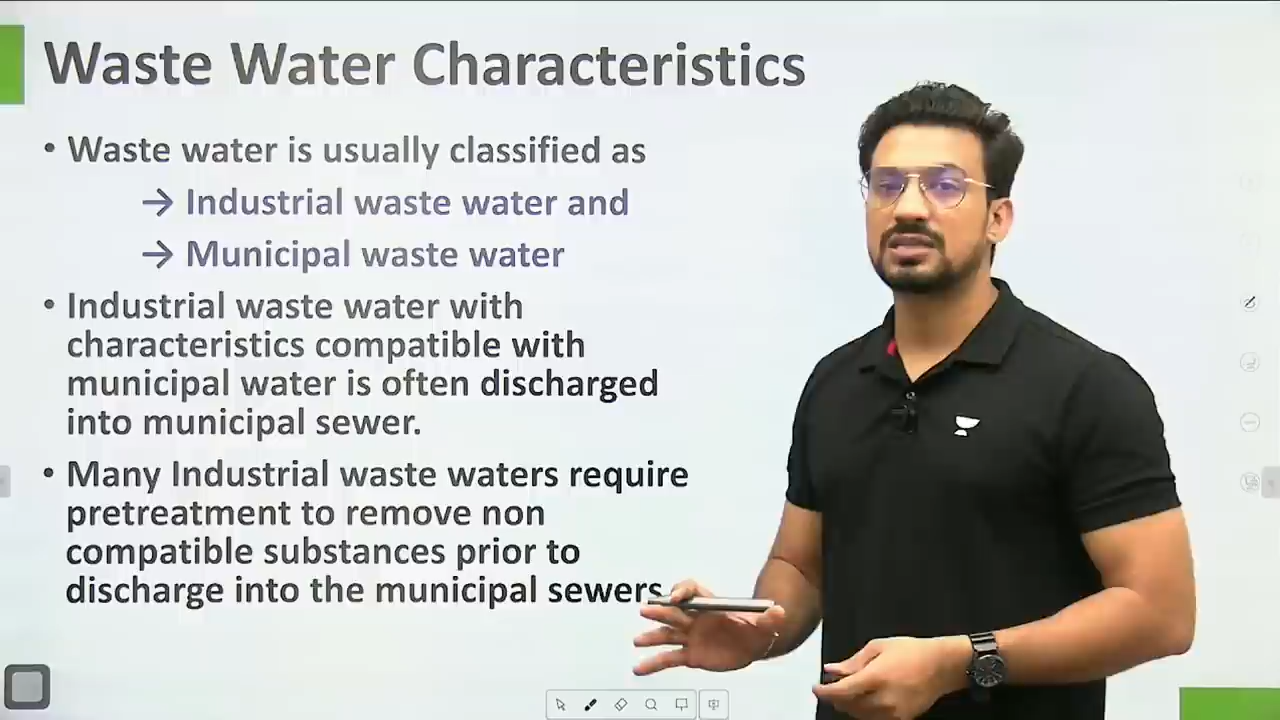 Waste Water Characteristics
• Waste water is usually classified as
→ Industrial waste water and
→ Municipal waste water
• Industrial waste water with
characteristics compatible with
municipal water is often discharged
into municipal sewer.
• Many Industrial waste waters require
pretreatment to remove non
compatible substances prior to
discharge into the municipal sewers